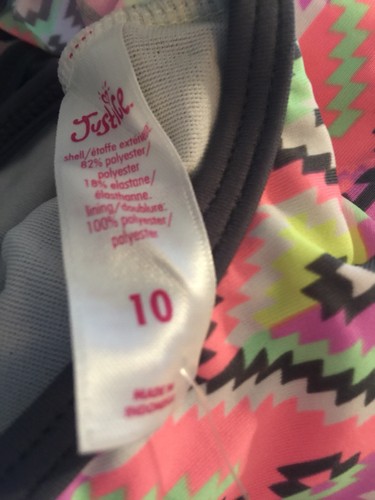 Justice.
shell/étoffe extérieure
82% polyester/
polyester
18% elastane/
élasthanne.
lining/doublure:
100% polyester/
polyester
10
MADE IN
INDONESIA